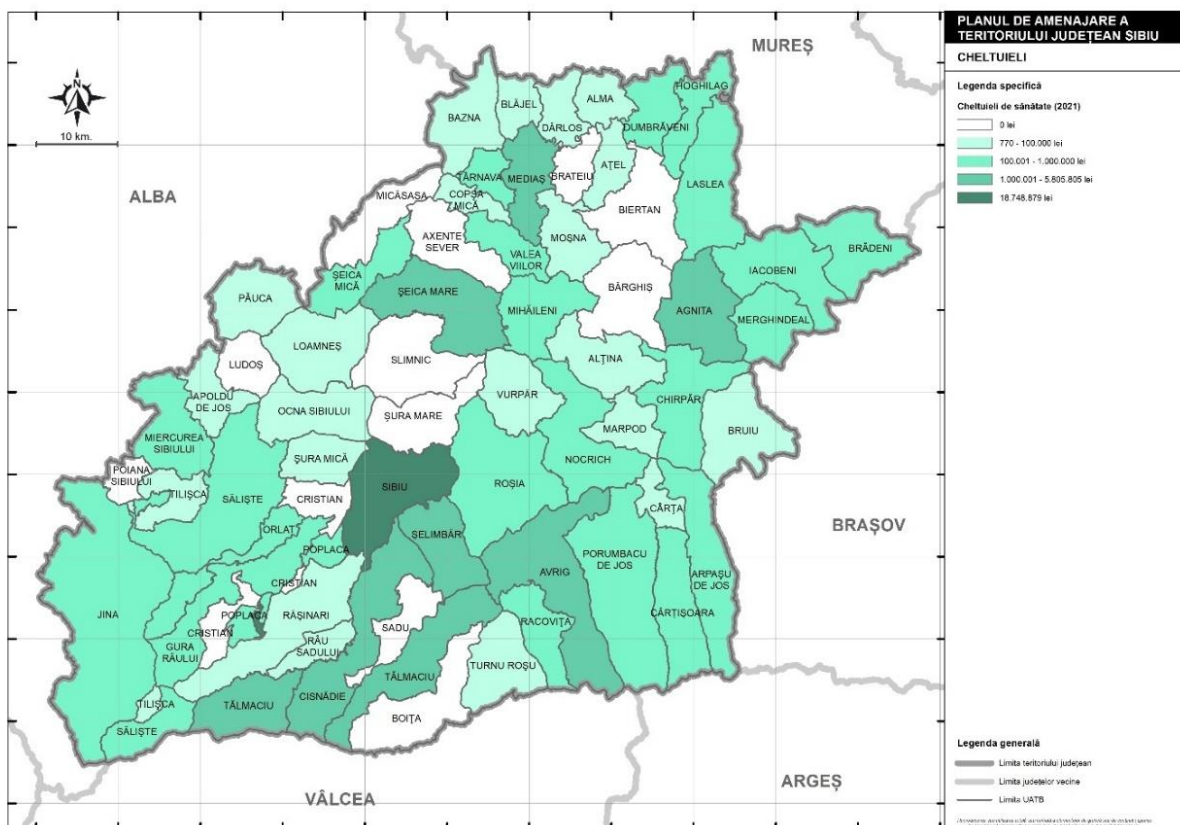 PLANUL DE AMENAJARE A
TERITORIULUI JUDEȚEAN SIBIU
CHELTUIELI
Legenda specifică
Cheltuieli de sănătate (2021)
0 lei
770 - 100.000 lei
100.001 - 1.000.000 lei
1.000.001 - 5.805.805 lei
18.748.879 lei
N
10 km.
MUREȘ
ALBA
BRAȘOV
ARGEȘ
VÂLCEA
HOGHILAG
BLĂJEL
ALMA
BAZNA
DÂRLOS
DUMBRĂVENI
TÂRNAVA
MEDIAȘ
BRATEIU
AȚEL
LASLEA
MICĂSASA
COPȘA
MICĂ
BIERTAN
AXENTE
SEVER
MOȘNA
BRĂDENI
VALEA
VIILOR
IACOBENI
ȘEICA
MICĂ
BÂRGHIȘ
PĂUCA
ȘEICA MARE
MIHĂILENI
AGNITA
MERGHINDEAL
LOAMNEȘ
LUDOȘ
SLIMNIC
ALȚINA
APOLDU
DE JOS
VURPĂR
CHIRPĂR
OCNA SIBIULUI
ȘURA MARE
MARPOD
BRUIU
MIERCUREA
SIBIULUI
ȘURA MICĂ
NOCRICH
POIANA
SIBIULUI
TILIȘCA
SĂLIȘTE
CRISTIAN
SIBIU
ROȘIA
CÂRȚA
ORLAT
SELIMBĂR
POPLACA
PORUMBACU
DE JOS
AVRIG
ARPAȘU
DE JOS
CRISTIAN
JINA
POPLACA
RĂȘINARI
CÂRȚIȘOARA
CRISTIAN
SADU
RACOVIȚA
GURA
RÂULUI
RÂU
SADULUI
TURNU ROȘU
TĂLMACIU
CISNĂDIE
TILIȘCA
TĂLMACIU
BOIȚA
SĂLIȘTE
Legenda generală
Limita teritoriului județean
Limita județelor vecine
Limita UATB